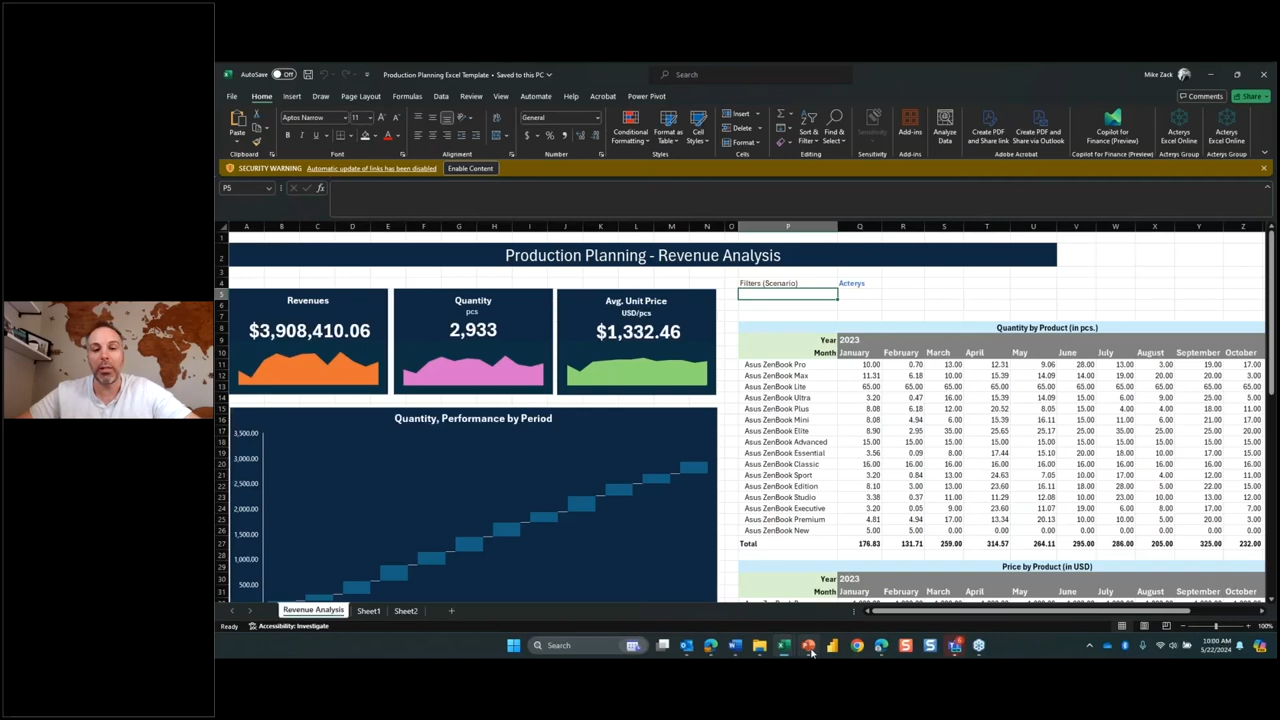 AutoSave Off Production Planning Excel Template • Saved to this PC Search Mike Zack
File Home Insert Draw Page Layout Formulas Data Review View Automate Help Acrobat Power Pivot Comments Share
Paste Aptos Narrow 11 General Conditional Formatting Format as Table Cell Styles Insert Delete Format Sort & Filter Find & Select Sensitivity Add-ins Analyze Data Create PDF and Share link Create PDF and Share via Outlook Copilot for Finance (Preview) Acterys Excel Online Acterys Excel Online
Clipboard Font Alignment Number Styles Cells Editing Sensitivity Add-ins Adobe Acrobat Copilot for Finance (Preview) Acterys Group Acterys Group
SECURITY WARNING Automatic update of links has been disabled Enable Content
P5 fx
A B C D E F G H I J K L M N O P Q R S T U V W X Y Z
Production Planning - Revenue Analysis
Filters (Scenario) Acterys
Revenues
$3,908,410.06
Quantity
pcs
2,933
Avg. Unit Price
USD/pcs
$1,332.46
Quantity, Performance by Period
3,500.00
3,000.00
2,500.00
2,000.00
1,500.00
1,000.00
500.00
Quantity by Product (in pcs.)
Year 2023
Month January February March April May June July August September October
Asus ZenBook Pro 10.00 0.70 13.00 12.31 9.06 28.00 13.00 3.00 19.00 17.00
Asus ZenBook Max 11.31 6.18 10.00 15.39 14.09 14.00 19.00 20.00 20.00 12.00
Asus ZenBook Lite 65.00 65.00 65.00 65.00 65.00 65.00 65.00 65.00 65.00 65.00
Asus ZenBook Ultra 3.20 0.47 16.00 15.39 14.09 21.00 6.00 9.00 25.00 5.00
Asus ZenBook Plus 8.08 6.18 12.00 20.52 8.05 15.00 4.00 4.00 18.00 11.00
Asus ZenBook Mini 8.08 4.94 6.00 15.39 16.11 15.00 11.00 6.00 21.00 17.00
Asus ZenBook Elite 8.90 2.95 35.00 25.65 25.17 25.00 35.00 25.00 25.00 20.00
Asus ZenBook Advanced 15.00 15.00 15.00 15.00 15.00 15.00 15.00 15.00 15.00 15.00
Asus ZenBook Essential 3.56 0.09 8.00 17.44 15.10 20.00 18.00 8.00 17.00 8.00
Asus ZenBook Classic 16.00 16.00 16.00 16.00 16.00 16.00 16.00 16.00 16.00 16.00
Asus ZenBook Sport 3.20 0.84 13.00 23.60 7.05 10.00 17.00 4.00 12.00 11.00
Asus ZenBook Edition 8.10 3.00 13.00 23.60 16.11 18.00 28.00 5.00 22.00 15.00
Asus ZenBook Studio 3.38 0.37 11.00 11.29 12.08 10.00 13.00 10.00 13.00 12.00
Asus ZenBook Executive 3.20 0.05 9.00 23.60 11.07 19.00 6.00 8.00 17.00 7.00
Asus ZenBook Premium 4.81 4.94 17.00 13.34 20.13 10.00 5.00 10.00 20.00 3.00
Asus ZenBook New 5.00 5.00 0.00 0.00 0.00 0.00 0.00 0.00 0.00 0.00
Total 176.83 131.71 259.00 314.57 264.11 295.00 286.00 205.00 325.00 232.00
Price by Product (in USD)
Year 2023
Month January February March April May June July August September October
Revenue Analysis Sheet1 Sheet2
Ready Accessibility: Investigate 100%
Search 10:00 AM
5/22/2024